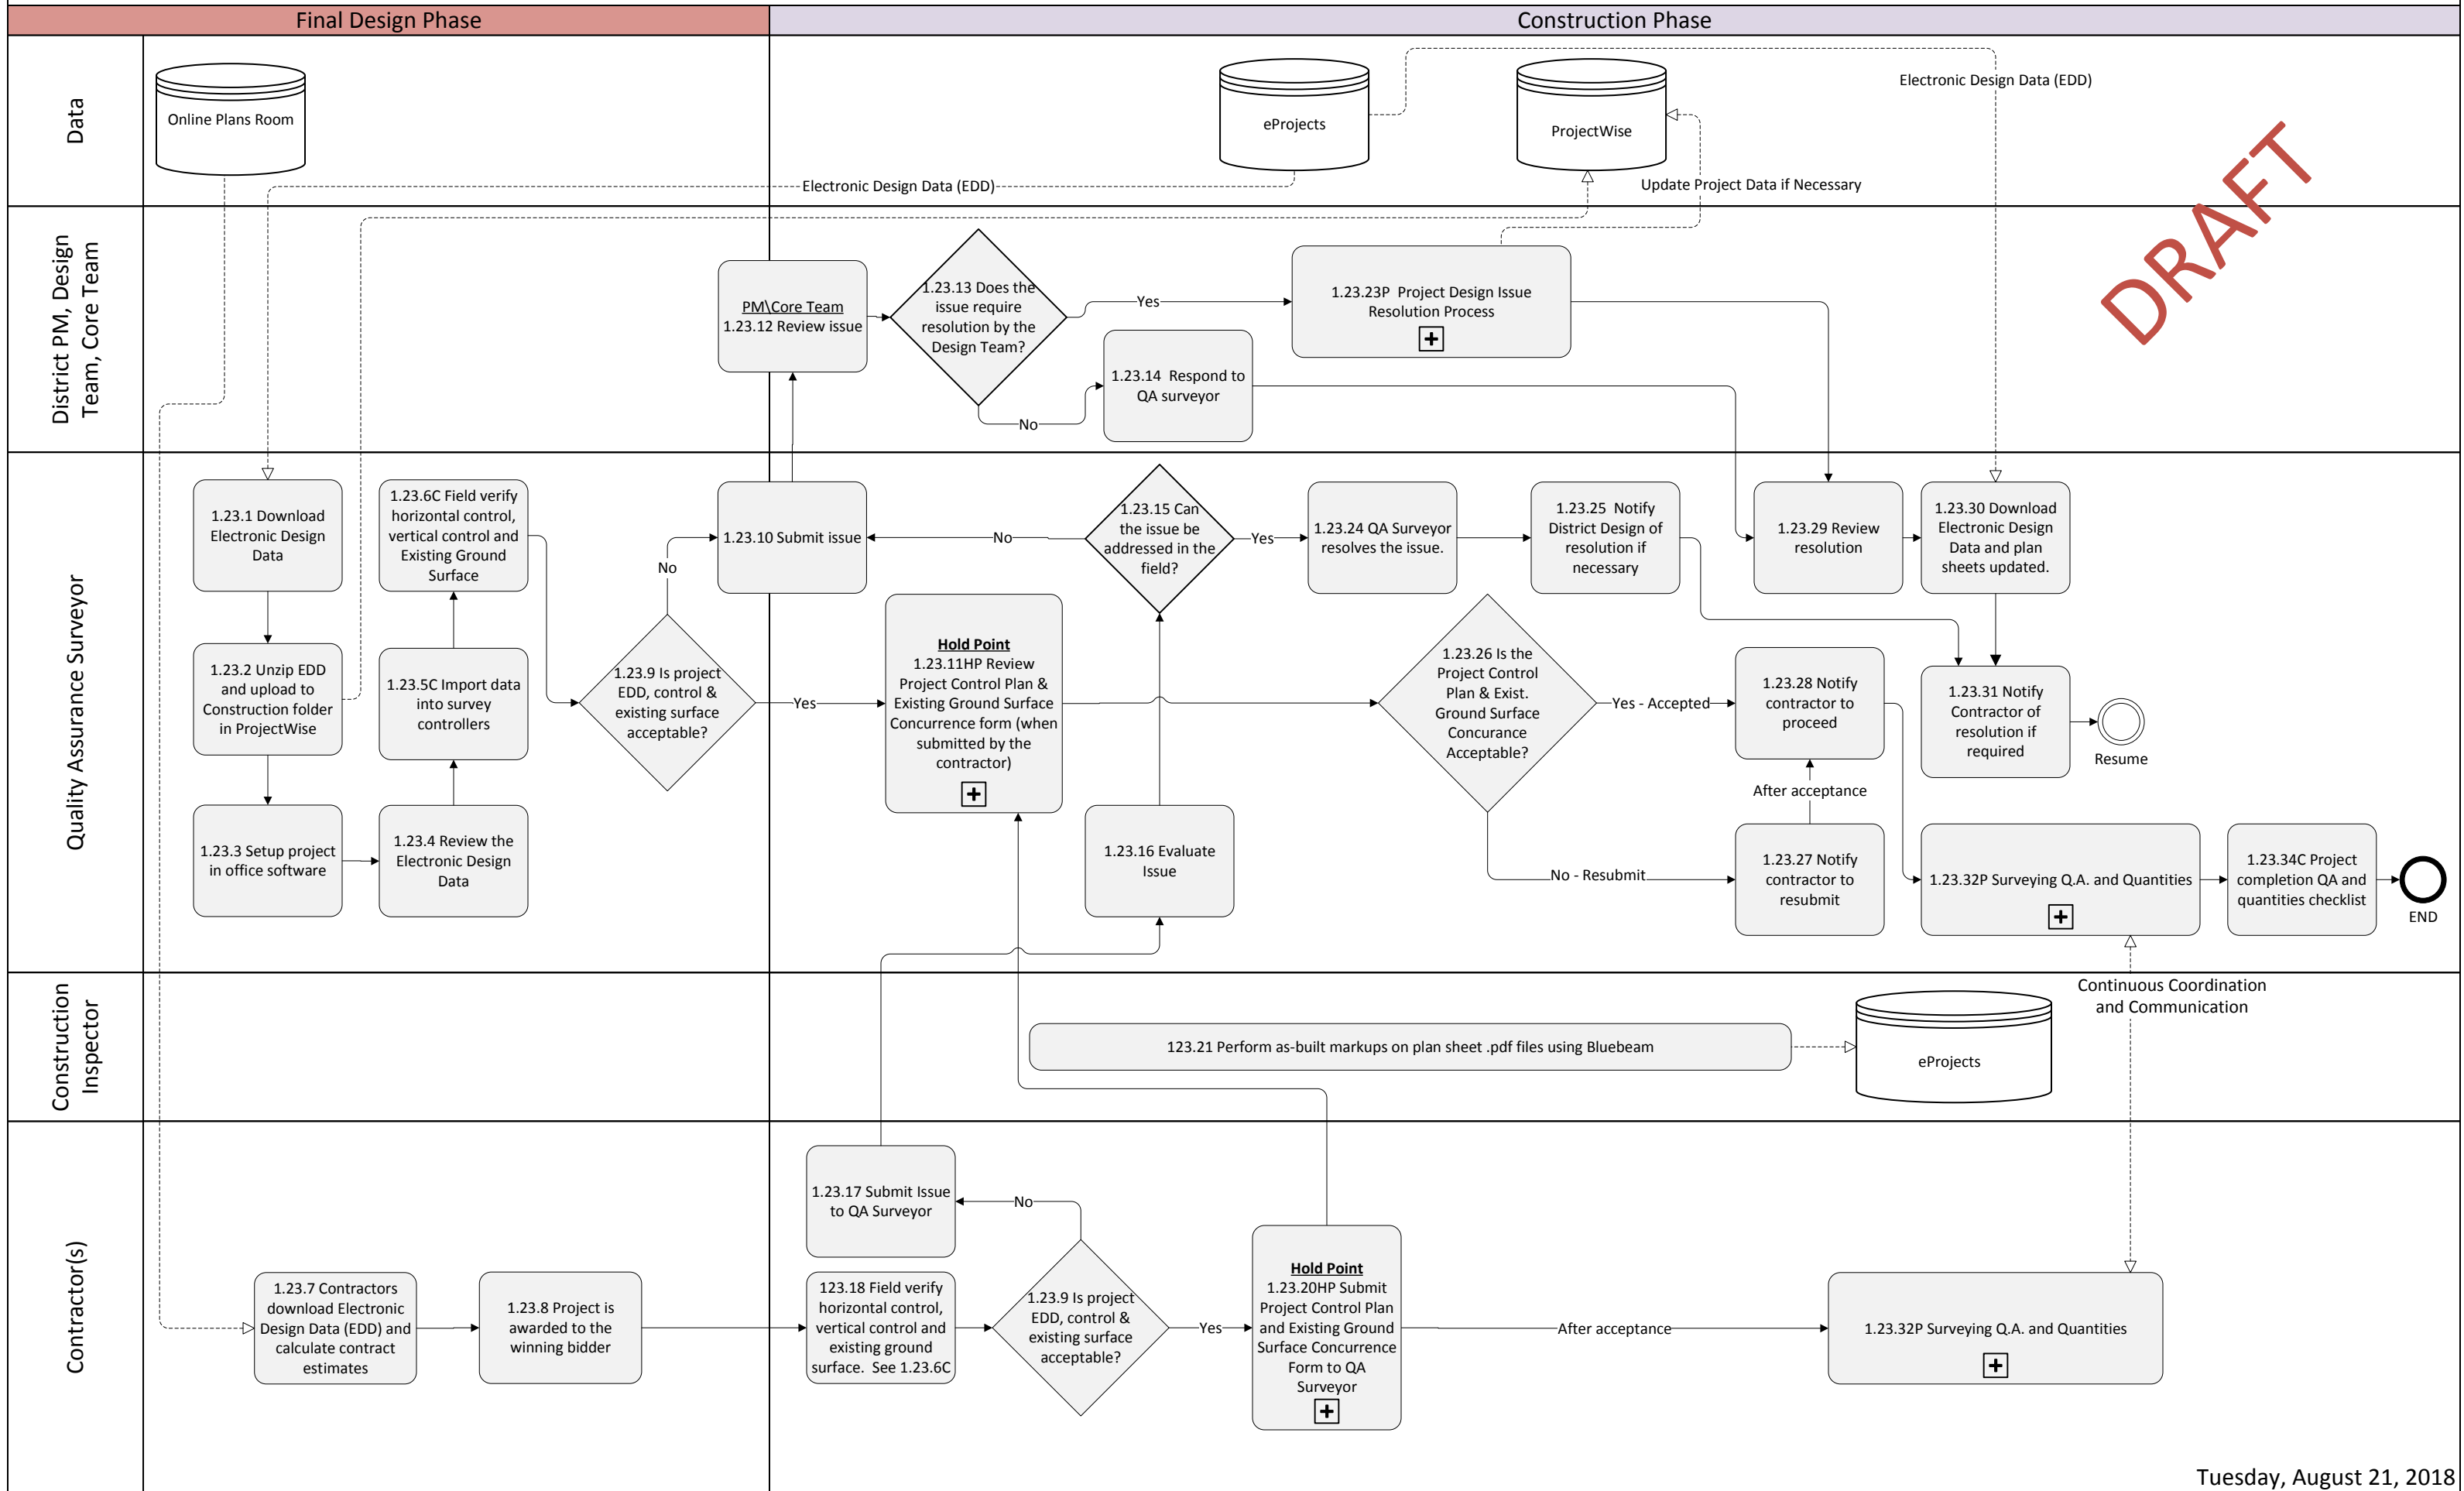 Final Design Phase
Construction Phase
Data
Online Plans Room
eProjects
ProjectWise
Electronic Design Data (EDD)
Electronic Design Data (EDD)
Update Project Data if Necessary
DRAFT
District PM, Design
Team, Core Team
PM\Core Team
1.23.12 Review issue
1.23.13 Does the
issue require
resolution by the
Design Team?
Yes
No
1.23.23P  Project Design Issue
Resolution Process
1.23.14  Respond to
QA surveyor
Quality Assurance Surveyor
1.23.1 Download
Electronic Design
Data
1.23.2 Unzip EDD
and upload to
Construction folder
in ProjectWise
1.23.3 Setup project
in office software
1.23.4 Review the
Electronic Design
Data
1.23.5C Import data
into survey
controllers
1.23.6C Field verify
horizontal control,
vertical control and
Existing Ground
Surface
1.23.9 Is project
EDD, control &
existing surface
acceptable?
No
Yes
1.23.10 Submit issue
Hold Point
1.23.11HP Review
Project Control Plan &
Existing Ground Surface
Concurrence form (when
submitted by the
contractor)
1.23.15 Can
the issue be
addressed in the
field?
No
Yes
1.23.16 Evaluate
Issue
1.23.24 QA Surveyor
resolves the issue.
1.23.25  Notify
District Design of
resolution if
necessary
1.23.26 Is the
Project Control
Plan & Exist.
Ground Surface
Concurance
Acceptable?
Yes - Accepted
No - Resubmit
1.23.27 Notify
contractor to
resubmit
After acceptance
1.23.28 Notify
contractor to
proceed
1.23.29 Review
resolution
1.23.30 Download
Electronic Design
Data and plan
sheets updated.
1.23.31 Notify
Contractor of
resolution if
required
Resume
1.23.32P Surveying Q.A. and Quantities
1.23.34C Project
completion QA and
quantities checklist
END
Construction
Inspector
123.21 Perform as-built markups on plan sheet .pdf files using Bluebeam
eProjects
Continuous Coordination
and Communication
Contractor(s)
1.23.7 Contractors
download Electronic
Design Data (EDD) and
calculate contract
estimates
1.23.8 Project is
awarded to the
winning bidder
1.23.17 Submit Issue
to QA Surveyor
123.18 Field verify
horizontal control,
vertical control and
existing ground
surface.  See 1.23.6C
1.23.9 Is project
EDD, control &
existing surface
acceptable?
No
Yes
Hold Point
1.23.20HP Submit
Project Control Plan
and Existing Ground
Surface Concurrence
Form to QA
Surveyor
After acceptance
1.23.32P Surveying Q.A. and Quantities
Tuesday, August 21, 2018